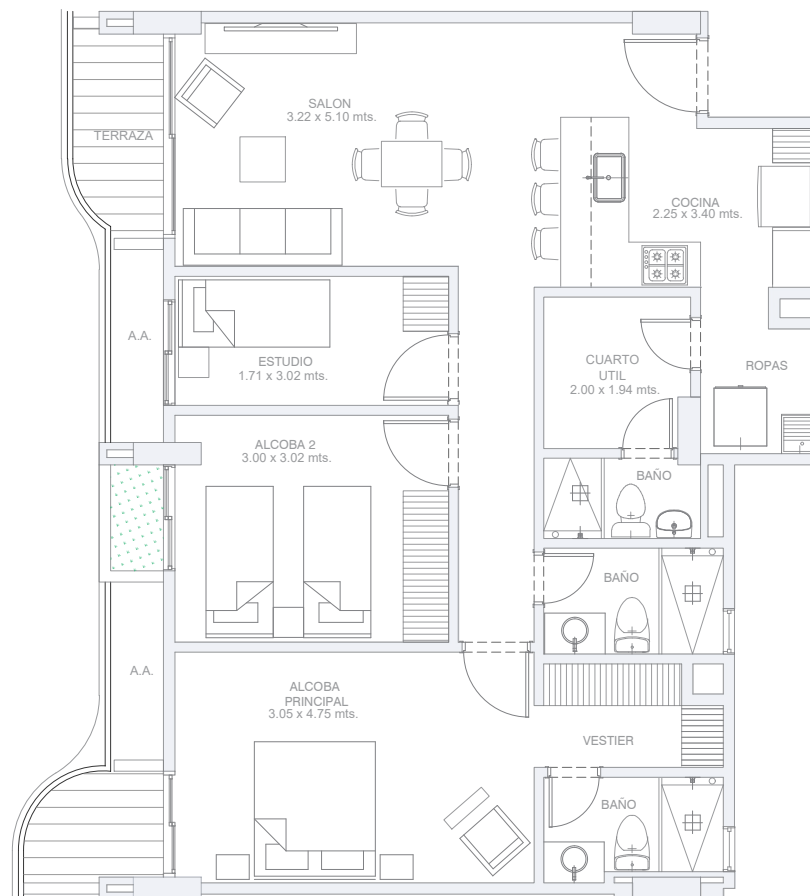 SALON
3.22 x 5.10 mts.
TERRAZA
COCINA
2.25 x 3.40 mts.
A.A.
ESTUDIO
1.71 x 3.02 mts.
CUARTO
UTIL
2.00 x 1.94 mts.
ROPAS
ALCOBA 2
3.00 x 3.02 mts.
BAÑO
BAÑO
A.A.
ALCOBA
PRINCIPAL
3.05 x 4.75 mts.
VESTIER
BAÑO